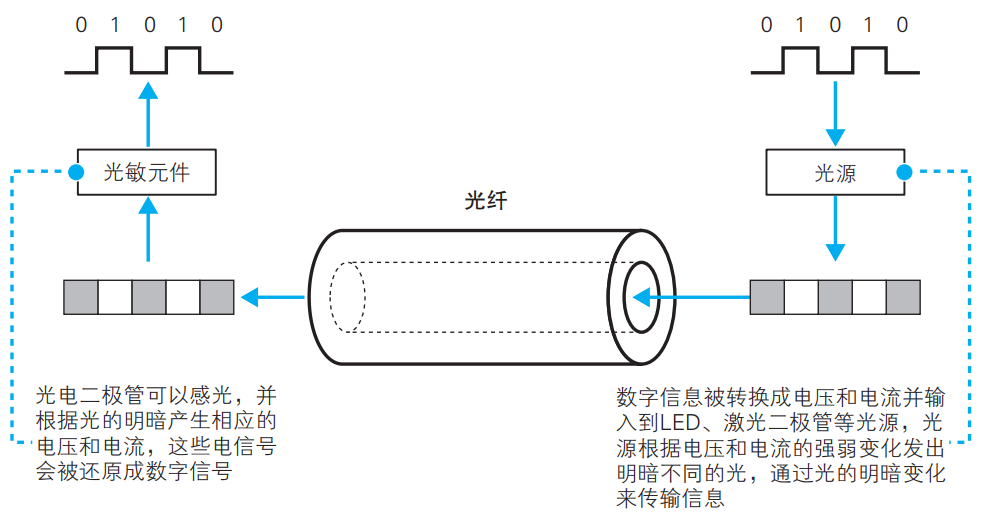 0 1 0 1 0
0 1 0 1 0
光敏元件
光源
光纤
光电二极管可以感光，并
根据光的明暗产生相应的
电压和电流，这些电信号
会被还原成数字信号
数字信息被转换成电压和电流并输
入到LED、激光二极管等光源，光
源根据电压和电流的强弱变化发出
明暗不同的光，通过光的明暗变化
来传输信息